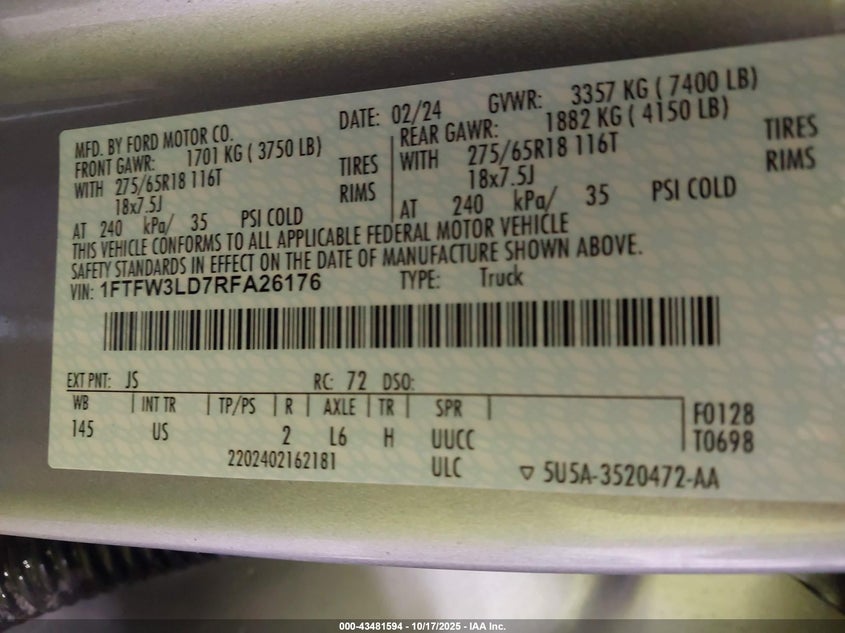 MFD. BY FORD MOTOR CO.
DATE: 02/24
GVWR: 3357 KG ( 7400 LB)
FRONT GAWR: 1701 KG ( 3750 LB)
WITH 275/65R18 116T TIRES
18x7.5J RIMS
AT 240 kPa/ 35 PSI COLD
REAR GAWR: 1882 KG ( 4150 LB)
WITH 275/65R18 116T TIRES
18x7.5J RIMS
AT 240 kPa/ 35 PSI COLD
THIS VEHICLE CONFORMS TO ALL APPLICABLE FEDERAL MOTOR VEHICLE
SAFETY STANDARDS IN EFFECT ON THE DATE OF MANUFACTURE SHOWN ABOVE.
VIN: 1FTFW3LD7RFA26176 TYPE: Truck
EXT PNT: JS RC: 72 DSO:
WB INT TR TP/PS R AXLE TR SPR
145 US 2 L6 H UUCC
ULC
F0128
T0698
2202402162181
▽ 5U5A-3520472-AA
000-43481594 - 10/17/2025 - IAA Inc.